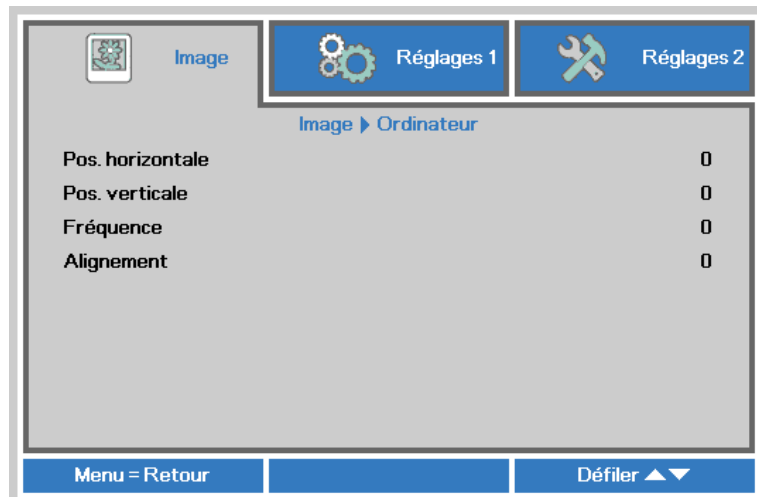 Image
Réglages 1
Réglages 2
Image ▶ Ordinateur
Pos. horizontale 0
Pos. verticale 0
Fréquence 0
Alignement 0
Menu = Retour
Défiler ▲▼